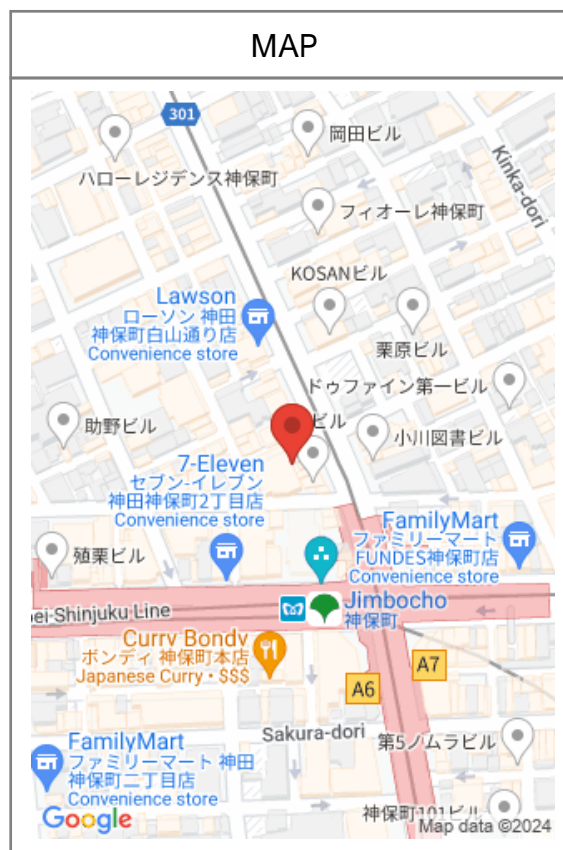 MAP
301
岡田ビル
Kinka-dori
ハローレジデンス神保町
フィオーレ神保町
KOSANビル
Lawson
ローソン 神田
神保町白山通り店
Convenience store
栗原ビル
ドゥファイン第一ビル
助野ビル
ビル
小川図書ビル
7-Eleven
セブン-イレブン
神田神保町2丁目店
Convenience store
FamilyMart
ファミリーマート
FUNDES神保町店
Convenience store
殖栗ビル
ei-Shinjuku Line
Jimbocho
神保町
Curry Bondy
ボンディ 神保町本店
Japanese Curry・$$$
A7
A6
Sakura-dori
第5ノムラビル
FamilyMart
ファミリーマート 神田
神保町二丁目店
Convenience store
神保町101ビル
Google
Map data ©2024